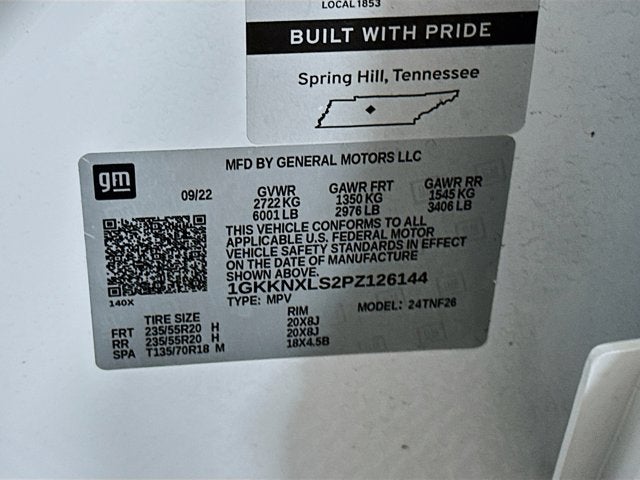 LOCAL 1853
BUILT WITH PRIDE
Spring Hill, Tennessee
gm
MFD BY GENERAL MOTORS LLC
09/22
GVWR GAWR FRT GAWR RR
2722 KG 1350 KG 1545 KG
6001 LB 2976 LB 3406 LB
THIS VEHICLE CONFORMS TO ALL
APPLICABLE U.S. FEDERAL MOTOR
VEHICLE SAFETY STANDARDS IN EFFECT
ON THE DATE OF MANUFACTURE
SHOWN ABOVE.
140X
1GKKNXLS2PZ126144
TYPE: MPV MODEL: 24TNF26
TIRE SIZE RIM
FRT 235/55R20 H 20X8J
RR 235/55R20 H 20X8J
SPA T135/70R18 M 18X4.5B